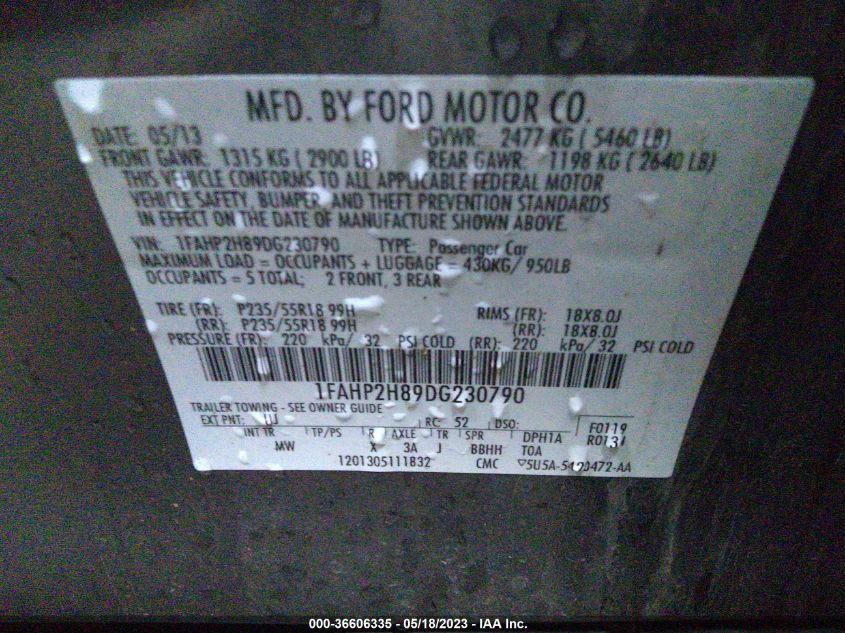 MFD. BY FORD MOTOR CO.
DATE: 05/13 GVWR: 2477 KG ( 5460 LB)
FRONT GAWR: 1315 KG ( 2900 LB) REAR GAWR: 1198 KG ( 2640 LB)
THIS VEHICLE CONFORMS TO ALL APPLICABLE FEDERAL MOTOR
VEHICLE SAFETY, BUMPER, AND THEFT PREVENTION STANDARDS
IN EFFECT ON THE DATE OF MANUFACTURE SHOWN ABOVE.
VIN: 1FAHP2H89DG230790 TYPE: Passenger Car
MAXIMUM LOAD = OCCUPANTS + LUGGAGE = 430KG/ 950LB
OCCUPANTS = 5 TOTAL; 2 FRONT, 3 REAR
TIRE (FR): P235/55R18 99H RIMS (FR): 18X8.0J
(RR): P235/55R18 99H (RR): 18X8.0J
PRESSURE (FR): 220 kPa/ 32 PSI COLD (RR): 220 kPa/ 32 PSI COLD
1FAHP2H89DG230790
TRAILER TOWING - SEE OWNER GUIDE
EXT PNT: UJ RC: 52 DSO: F0119
INT TR TP/PS R AXLE TR SPR DPH1A
MW X 3A J BBHH TOA
1201305111832 CMC
000-36606335 - 05/18/2023 - IAA Inc.